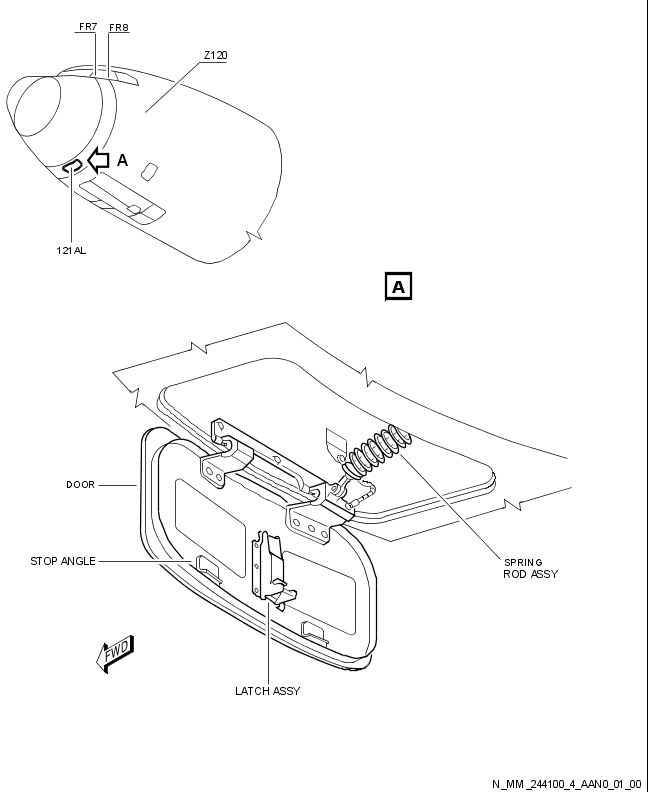 FR7 FR8
Z120
A
121AL
A
DOOR
STOP ANGLE
SPRING
ROD ASSY
FWD
LATCH ASSY
N_MM_244100_4_AAN0_01_00